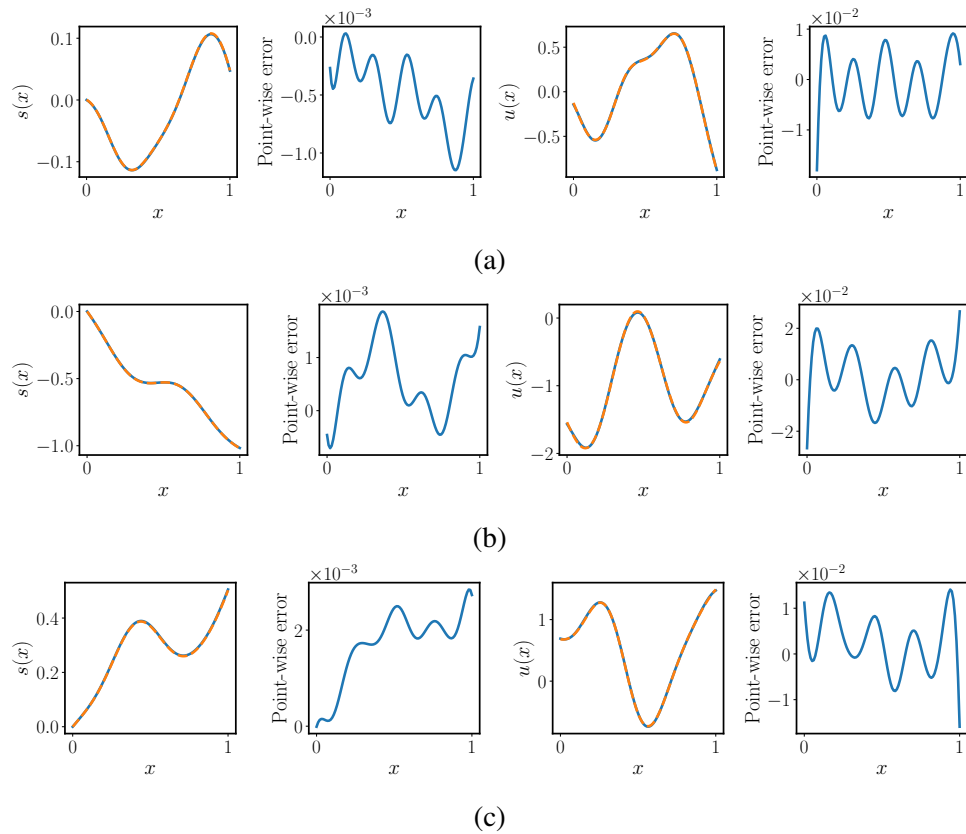 0.1
0.0
−0.1
s(x)
0
1
x
×10⁻³
0.0
−0.5
−1.0
Point-wise error
0
1
x
0.5
0.0
−0.5
u(x)
0
1
x
×10⁻²
1
0
−1
Point-wise error
0
1
x
(a)
0.0
−0.5
−1.0
s(x)
0
1
x
×10⁻³
1
0
Point-wise error
0
1
x
0
−1
−2
u(x)
0
1
x
×10⁻²
2
0
−2
Point-wise error
0
1
x
(b)
0.4
0.2
0.0
s(x)
0
1
x
×10⁻³
2
0
Point-wise error
0
1
x
1
0
u(x)
0
1
x
×10⁻²
1
0
−1
Point-wise error
0
1
x
(c)